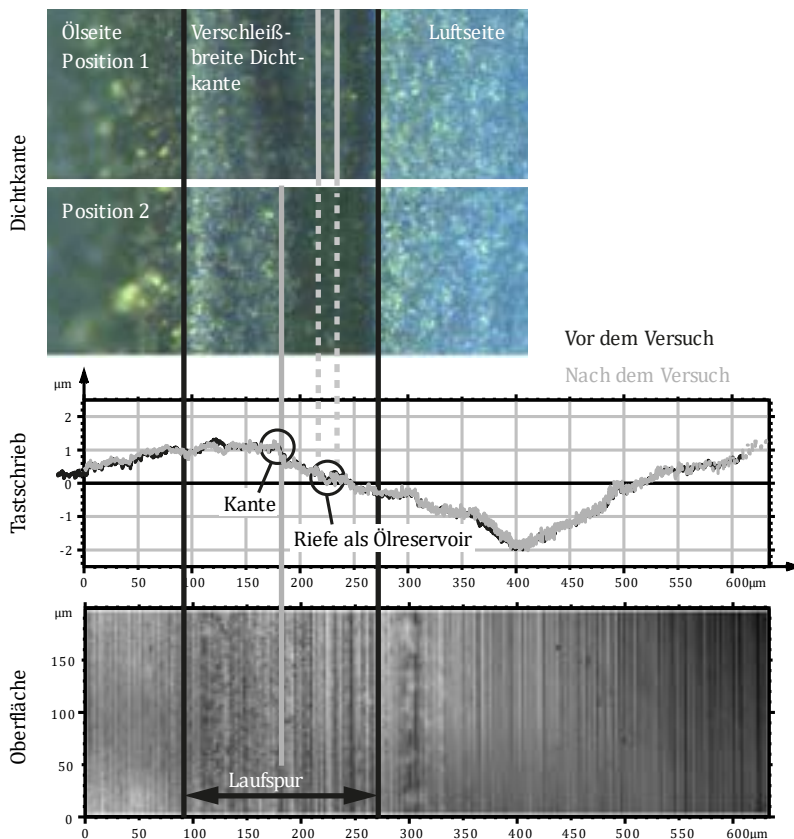 Ölseite
Position 1
Verschleiß-
breite Dicht-
kante
Luftseite
Position 2
Dichtkante
Vor dem Versuch
Nach dem Versuch
µm
2
1
0
-1
-2
Kante
Riefe als Ölreservoir
Tastschrieb
0 50 100 150 200 250 300 350 400 450 500 550 600µm
µm
150
100
50
0
Laufspur
Oberfläche
0 50 100 150 200 250 300 350 400 450 500 550 600µm